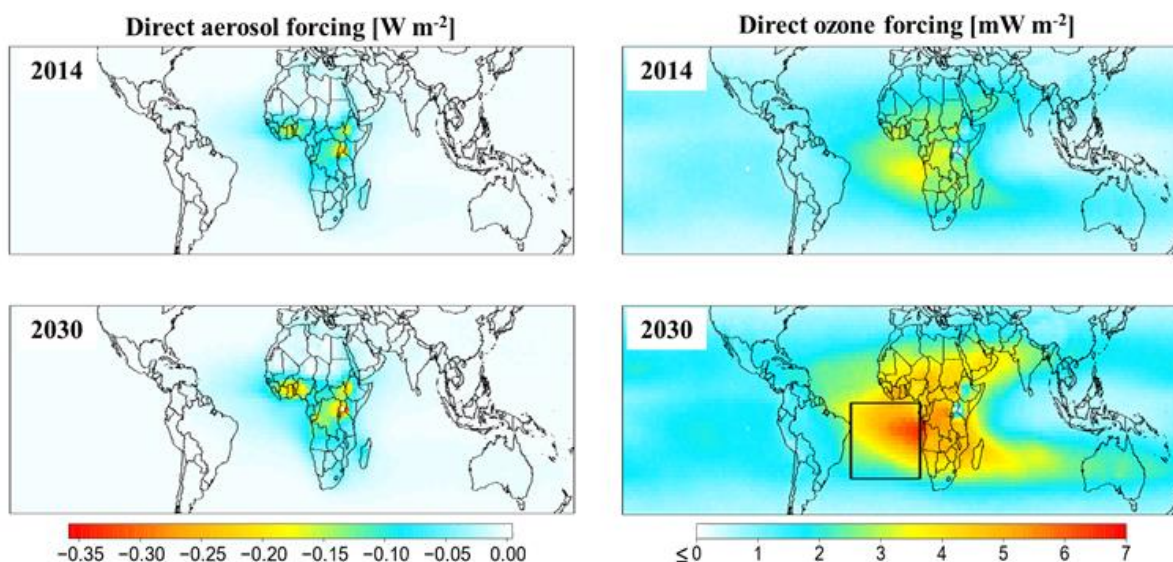 Direct aerosol forcing [W m-2]
Direct ozone forcing [mW m-2]
2014
2014
2030
2030
−0.35 −0.30 −0.25 −0.20 −0.15 −0.10 −0.05 0.00
≤ 0 1 2 3 4 5 6 7